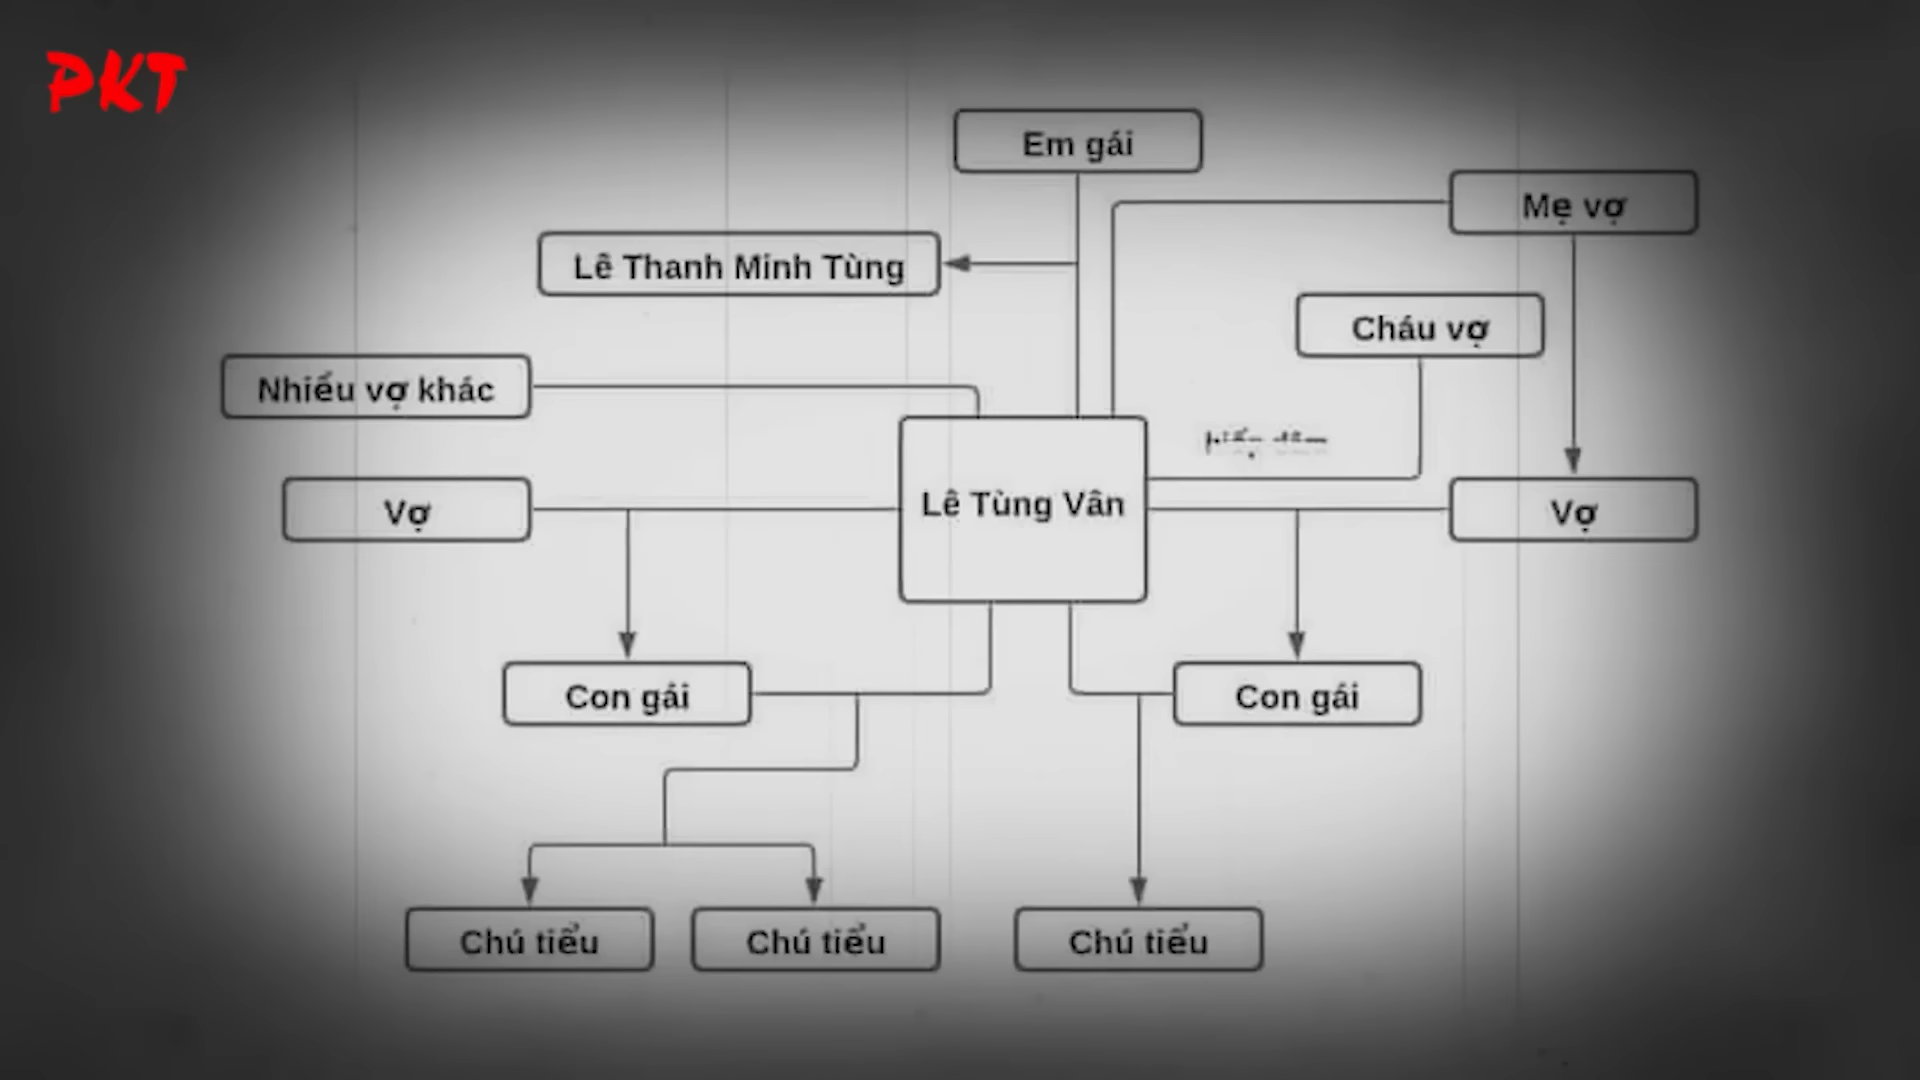 PKT
Em gái
Mẹ vợ
Lê Thanh Minh Tùng
Cháu vợ
Nhiều vợ khác
Vợ
Lê Tùng Vân
Vợ
Con gái
Con gái
Chú tiểu
Chú tiểu
Chú tiểu